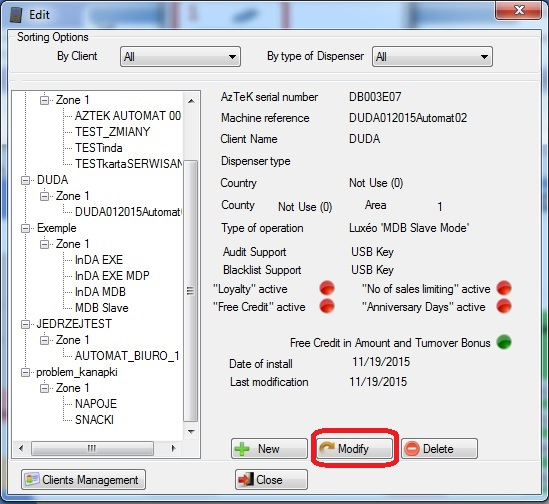 Edit
Sorting Options
By Client All By type of Dispenser All
Zone 1
AZTEK AUTOMAT 00
TEST_ZMIANY
TESTinda
TESTkartaSERWISAN
DUDA
Zone 1
DUDA012015Automat
Exemple
Zone 1
InDA EXE
InDA EXE MDP
InDA MDB
MDB Slave
JEDRZEJTEST
Zone 1
AUTOMAT_BIURO_1
problem_kanapki
Zone 1
NAPOJE
SNACKI
AzTeK serial number DB003E07
Machine reference DUDA012015Automat02
Client Name DUDA
Dispenser type
Country Not Use (0)
County Not Use (0) Area 1
Type of operation Luxéo 'MDB Slave Mode'
Audit Support USB Key
Blacklist Support USB Key
"Loyalty" active "No of sales limiting" active
"Free Credit" active "Anniversary Days" active
Free Credit in Amount and Turnover Bonus
Date of install 11/19/2015
Last modification 11/19/2015
New Modify Delete
Clients Management Close